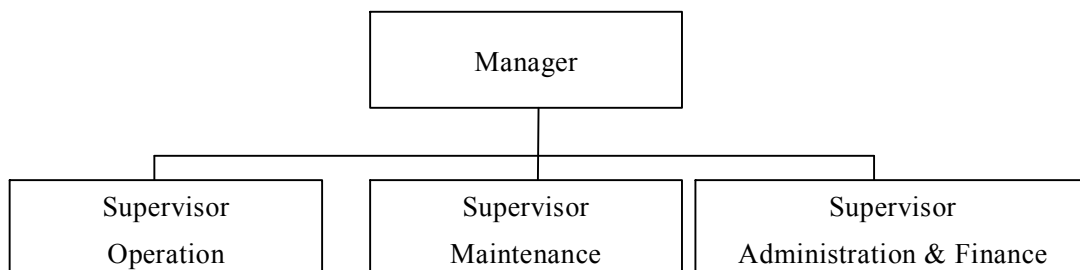 Manager
Supervisor
Operation
Supervisor
Maintenance
Supervisor
Administration & Finance